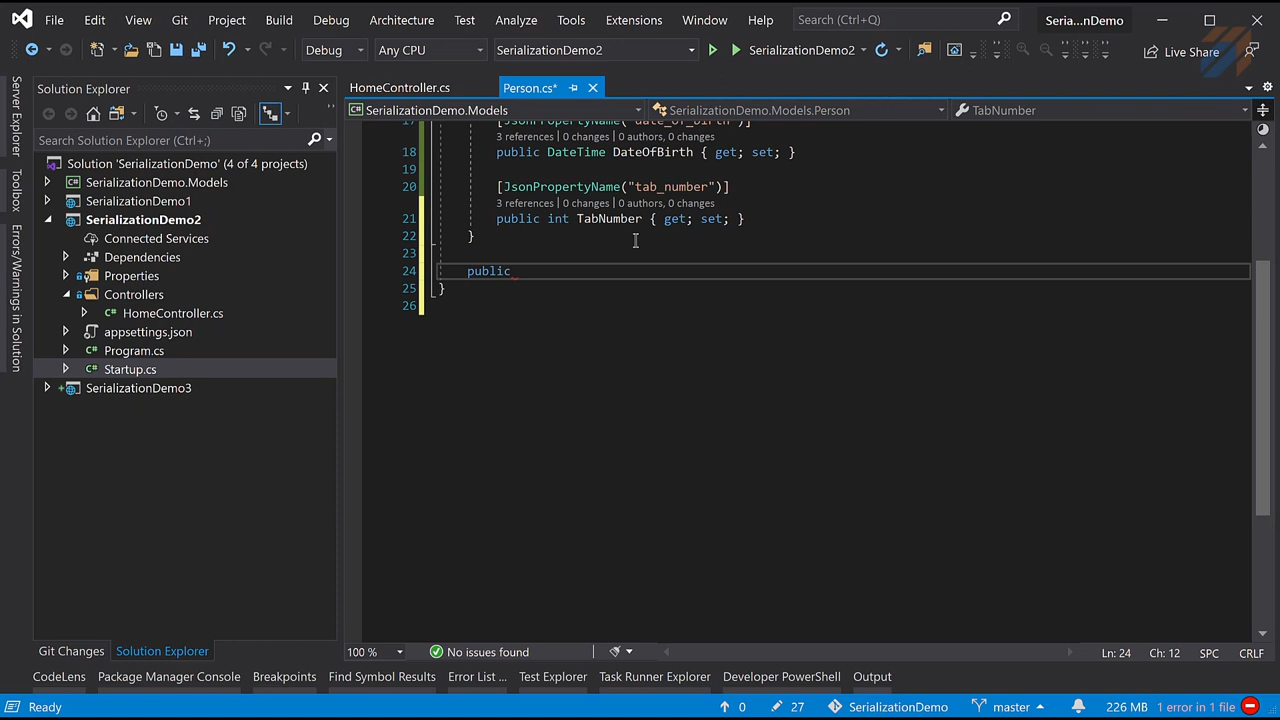 File Edit View Git Project Build Debug Architecture Test Analyze Tools Extensions Window Help Search (Ctrl+Q) Seria...nDemo
Debug Any CPU SerializationDemo2 SerializationDemo2 Live Share
Server Explorer
Toolbox
Errors/Warnings in Solution
Solution Explorer
Search Solution Explorer (Ctrl+;)
Solution 'SerializationDemo' (4 of 4 projects)
SerializationDemo.Models
SerializationDemo1
SerializationDemo2
Connected Services
Dependencies
Properties
Controllers
HomeController.cs
appsettings.json
Program.cs
Startup.cs
SerializationDemo3
Git Changes Solution Explorer
HomeController.cs Person.cs*
SerializationDemo.Models SerializationDemo.Models.Person TabNumber
17 [JsonPropertyName("date_of_birth")]
3 references | 0 changes | 0 authors, 0 changes
18 public DateTime DateOfBirth { get; set; }
19
20 [JsonPropertyName("tab_number")]
3 references | 0 changes | 0 authors, 0 changes
21 public int TabNumber { get; set; }
22 }
23
24 public
25 }
26
100 % No issues found Ln: 24 Ch: 12 SPC CRLF
CodeLens Package Manager Console Breakpoints Find Symbol Results Error List ... Test Explorer Task Runner Explorer Developer PowerShell Output
Ready 0 27 SerializationDemo master 226 MB 1 error in 1 file